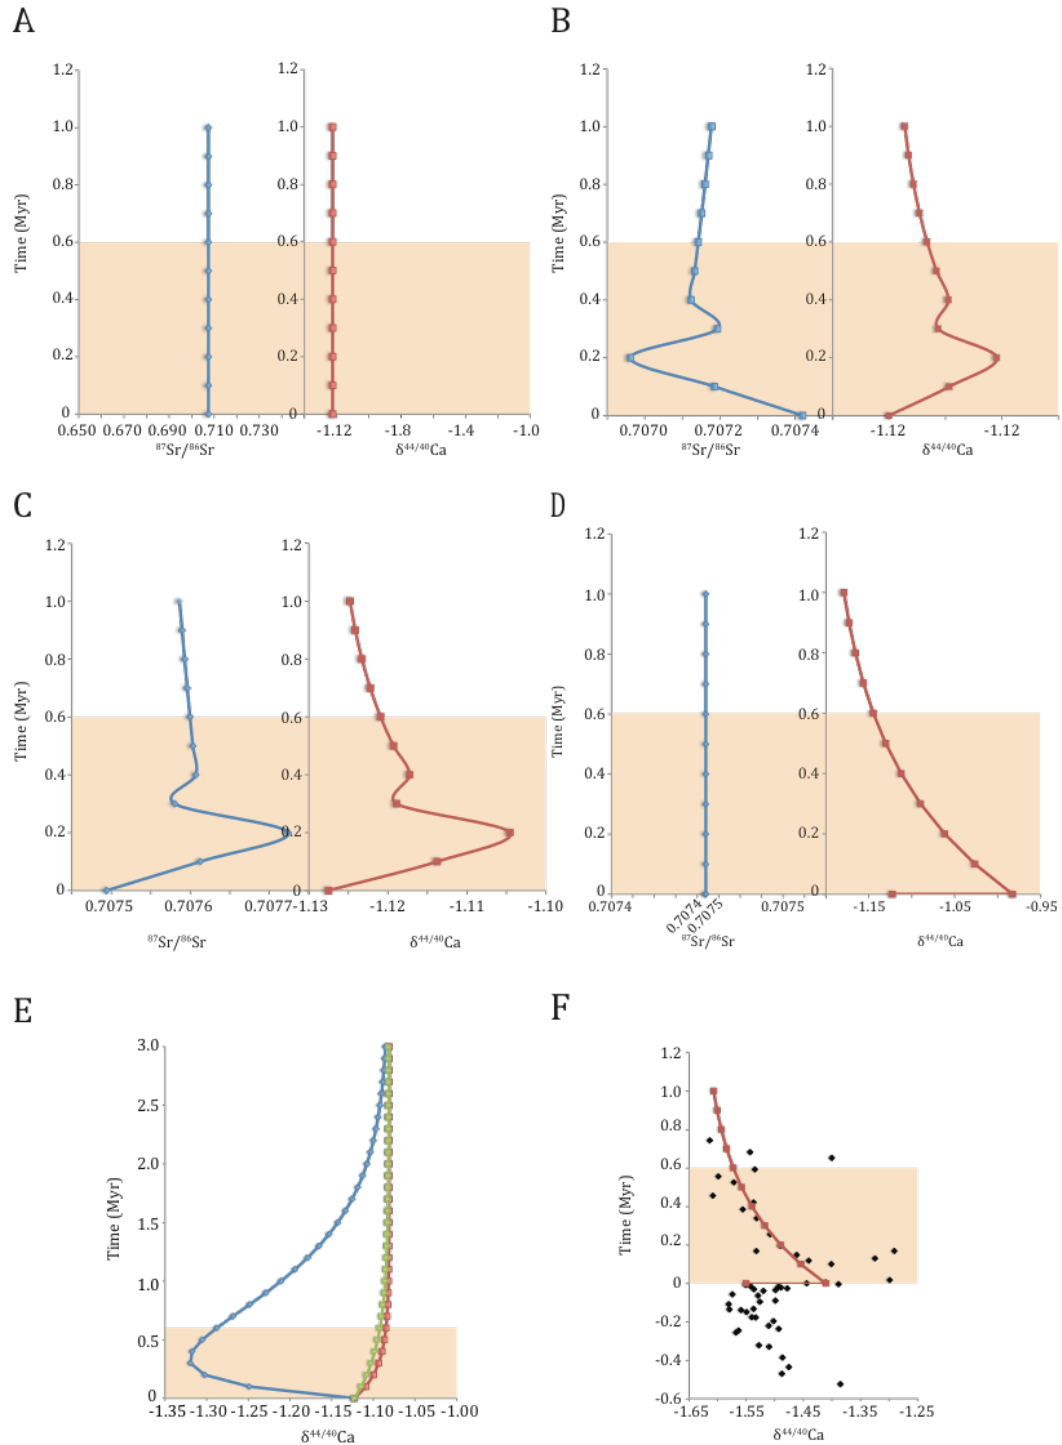 A
B
1.2
1.0
0.8
0.6
0.4
0.2
0
Time (Myr)
0.650 0.670 0.690 0.710 0.730
⁸⁷Sr/⁸⁶Sr
1.2
1.0
0.8
0.6
0.4
0.2
0
-1.12 -1.8 -1.4 -1.0
δ⁴⁴/⁴⁰Ca
1.2
1.0
0.8
0.6
0.4
0.2
0
Time (Myr)
0.7070 0.7072 0.7074
⁸⁷Sr/⁸⁶Sr
1.2
1.0
0.8
0.6
0.4
0.2
0
-1.12 -1.12
δ⁴⁴/⁴⁰Ca
C
D
1.2
1.0
0.8
0.6
0.4
0.2
0
Time (Myr)
0.7075 0.7076 0.7077
⁸⁷Sr/⁸⁶Sr
1.2
1.0
0.8
0.6
0.4
0.2
0
-1.13 -1.12 -1.11 -1.10
δ⁴⁴/⁴⁰Ca
1.2
1.0
0.8
0.6
0.4
0.2
0
Time (Myr)
0.7074 0.7074 0.7075 0.7075
⁸⁷Sr/⁸⁶Sr
1.2
1.0
0.8
0.6
0.4
0.2
0
-1.15 -1.05 -0.95
δ⁴⁴/⁴⁰Ca
E
F
3.0
2.5
2.0
1.5
1.0
0.5
0
Time (Myr)
-1.35 -1.30 -1.25 -1.20 -1.15 -1.10 -1.05 -1.00
δ⁴⁴/⁴⁰Ca
1.2
1.0
0.8
0.6
0.4
0.2
0
-0.2
-0.4
-0.6
Time (Myr)
-1.65 -1.55 -1.45 -1.35 -1.25
δ⁴⁴/⁴⁰Ca